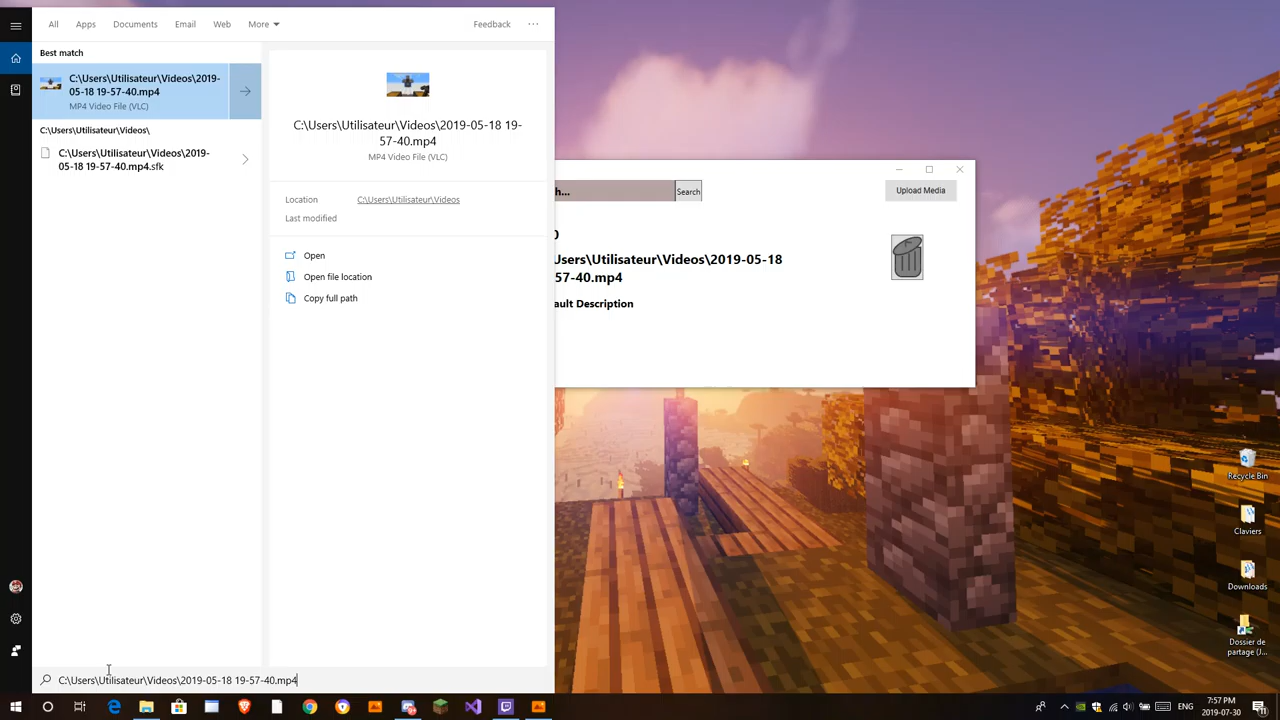 All Apps Documents Email Web More Feedback ...
Best match
C:\Users\Utilisateur\Videos\2019-
05-18 19-57-40.mp4
MP4 Video File (VLC)
C:\Users\Utilisateur\Videos\
C:\Users\Utilisateur\Videos\2019-
05-18 19-57-40.mp4.sfk
C:\Users\Utilisateur\Videos\2019-05-18 19-
57-40.mp4
MP4 Video File (VLC)
Location C:\Users\Utilisateur\Videos
Last modified
Open
Open file location
Copy full path
C:\Users\Utilisateur\Videos\2019-05-18 19-57-40.mp4
h...
Search
Upload Media
0
Users\Utilisateur\Videos\2019-05-18
57-40.mp4
ault Description
Recycle Bin
Claviers
Downloads
Dossier de
partage (J...
ENG
7:57 PM
2019-07-30
11